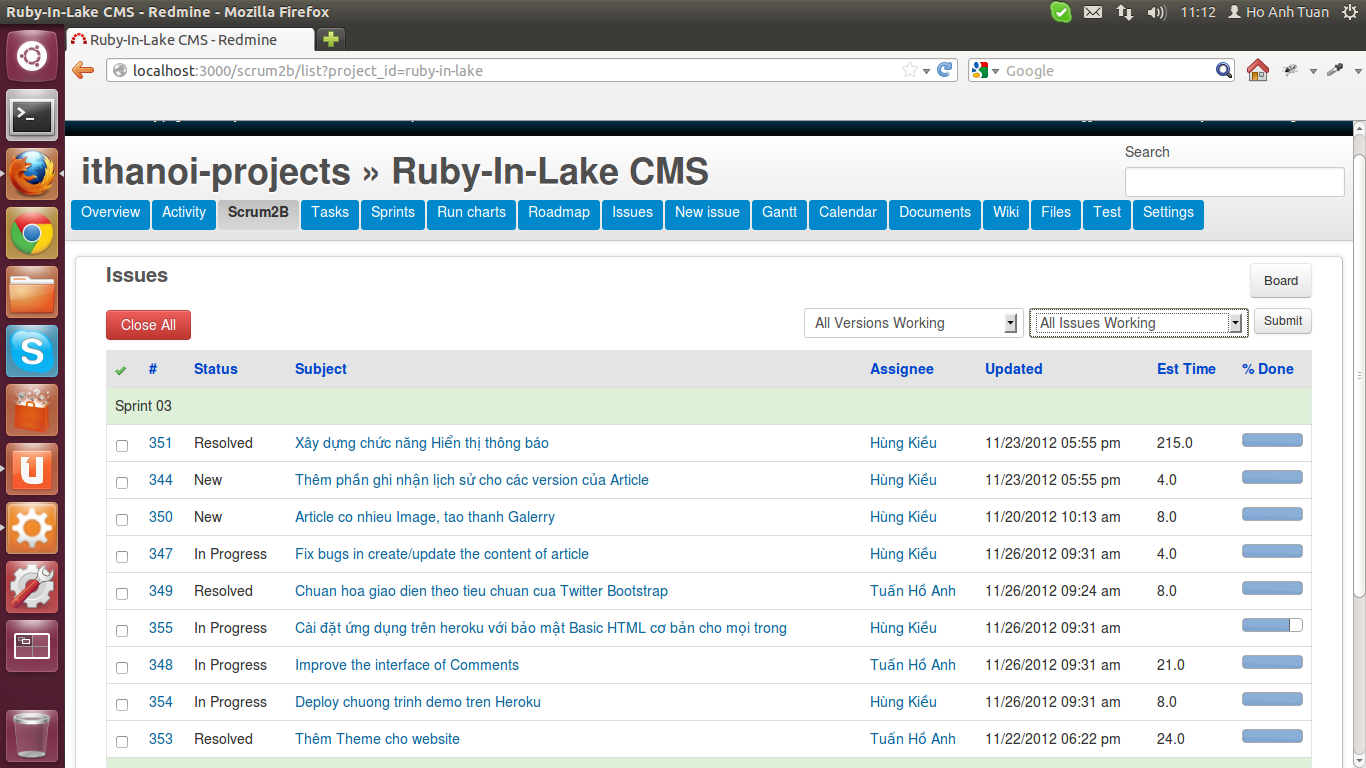 Ruby-In-Lake CMS - Redmine - Mozilla Firefox 11:12 Ho Anh Tuan
Ruby-In-Lake CMS - Redmine
localhost:3000/scrum2b/list?project_id=ruby-in-lake Google
ithanoi-projects » Ruby-In-Lake CMS
Search
Overview Activity Scrum2B Tasks Sprints Run charts Roadmap Issues New issue Gantt Calendar Documents Wiki Files Test Settings
Issues Board
Close All All Versions Working All Issues Working Submit
# Status Subject Assignee Updated Est Time % Done
Sprint 03
351 Resolved Xây dựng chức năng Hiển thị thông báo Hùng Kiều 11/23/2012 05:55 pm 215.0
344 New Thêm phần ghi nhận lịch sử cho các version của Article Hùng Kiều 11/23/2012 05:55 pm 4.0
350 New Article co nhieu Image, tao thanh Galerry Hùng Kiều 11/20/2012 10:13 am 8.0
347 In Progress Fix bugs in create/update the content of article Hùng Kiều 11/26/2012 09:31 am 4.0
349 Resolved Chuan hoa giao dien theo tieu chuan cua Twitter Bootstrap Tuấn Hồ Anh 11/26/2012 09:24 am 8.0
355 In Progress Cài đặt ứng dụng trên heroku với bảo mật Basic HTML cơ bản cho mọi trong Hùng Kiều 11/26/2012 09:31 am
348 In Progress Improve the interface of Comments Tuấn Hồ Anh 11/26/2012 09:31 am 21.0
354 In Progress Deploy chuong trinh demo tren Heroku Hùng Kiều 11/26/2012 09:31 am 8.0
353 Resolved Thêm Theme cho website Tuấn Hồ Anh 11/22/2012 06:22 pm 24.0